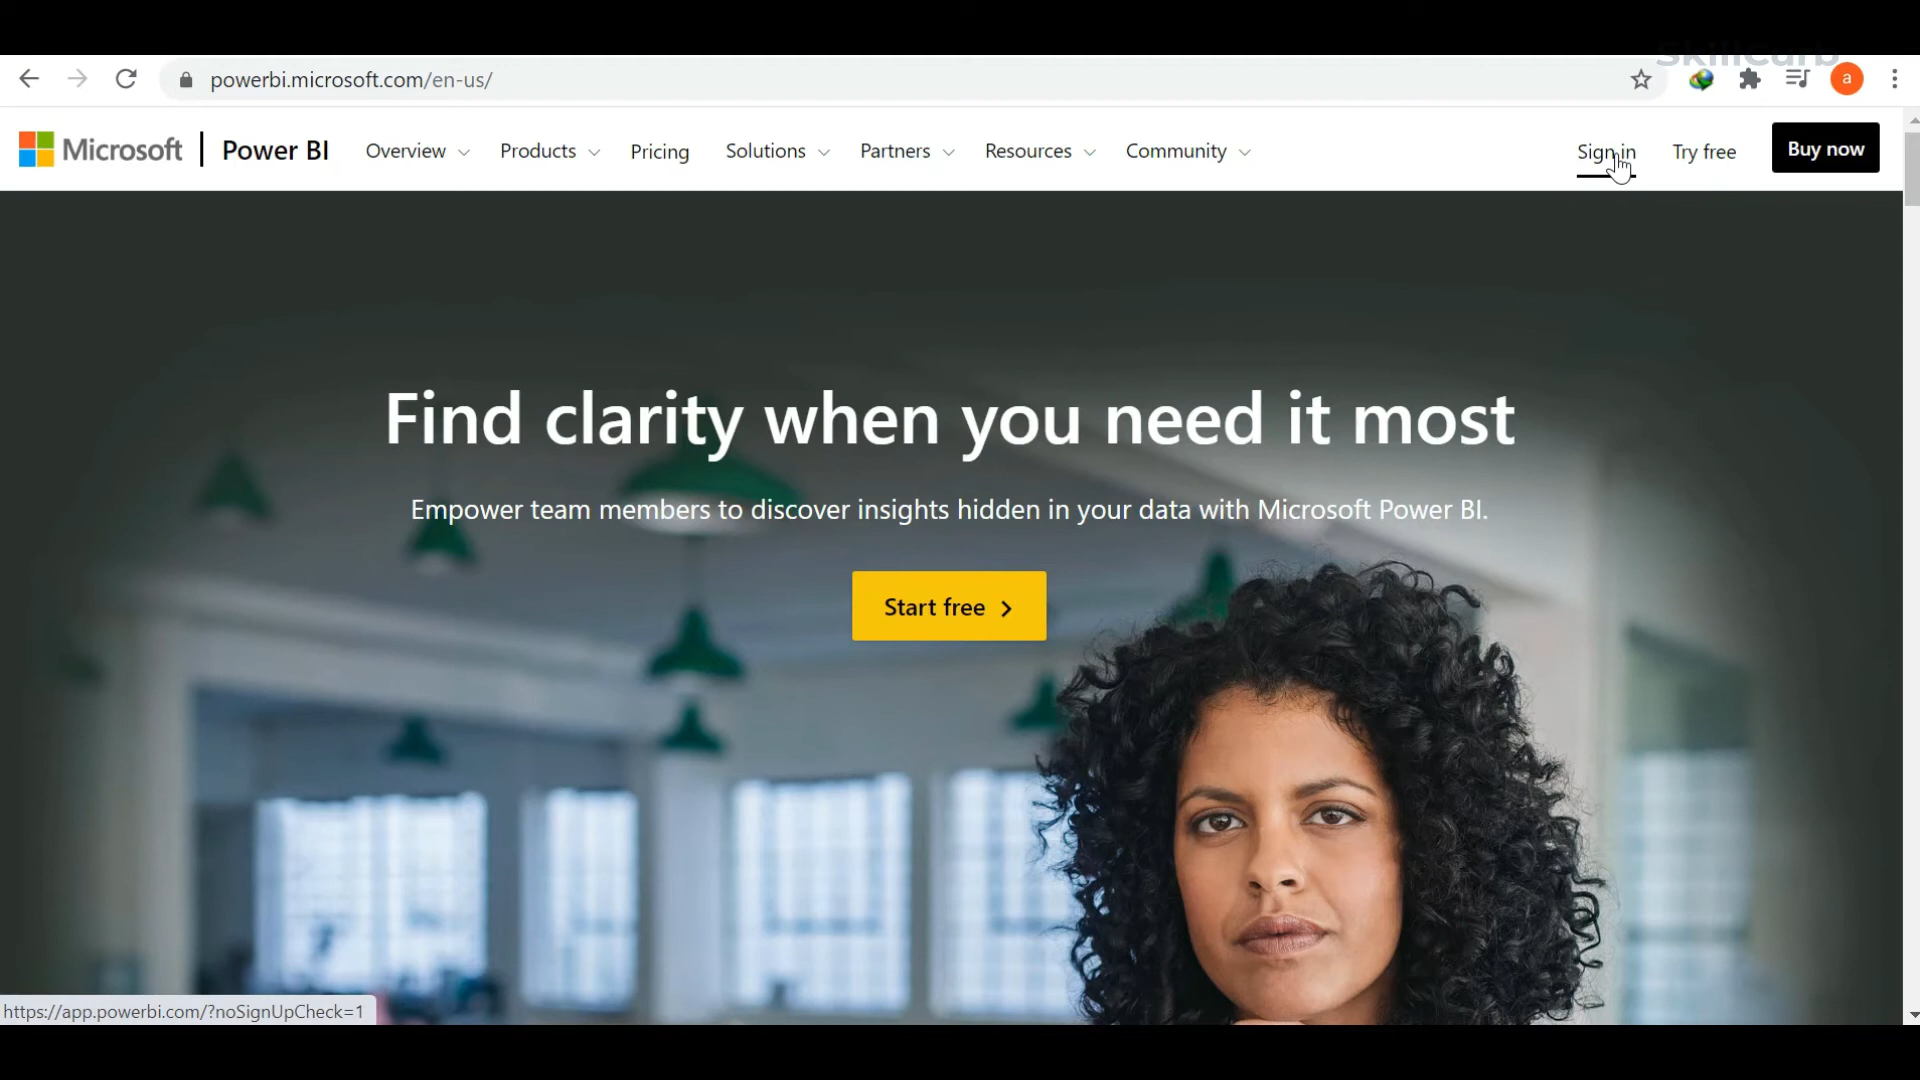 SkillCurb
powerbi.microsoft.com/en-us/
a
Microsoft Power BI Overview Products Pricing Solutions Partners Resources Community Sign in Try free Buy now
Find clarity when you need it most
Empower team members to discover insights hidden in your data with Microsoft Power BI.
Start free
https://app.powerbi.com/?noSignUpCheck=1